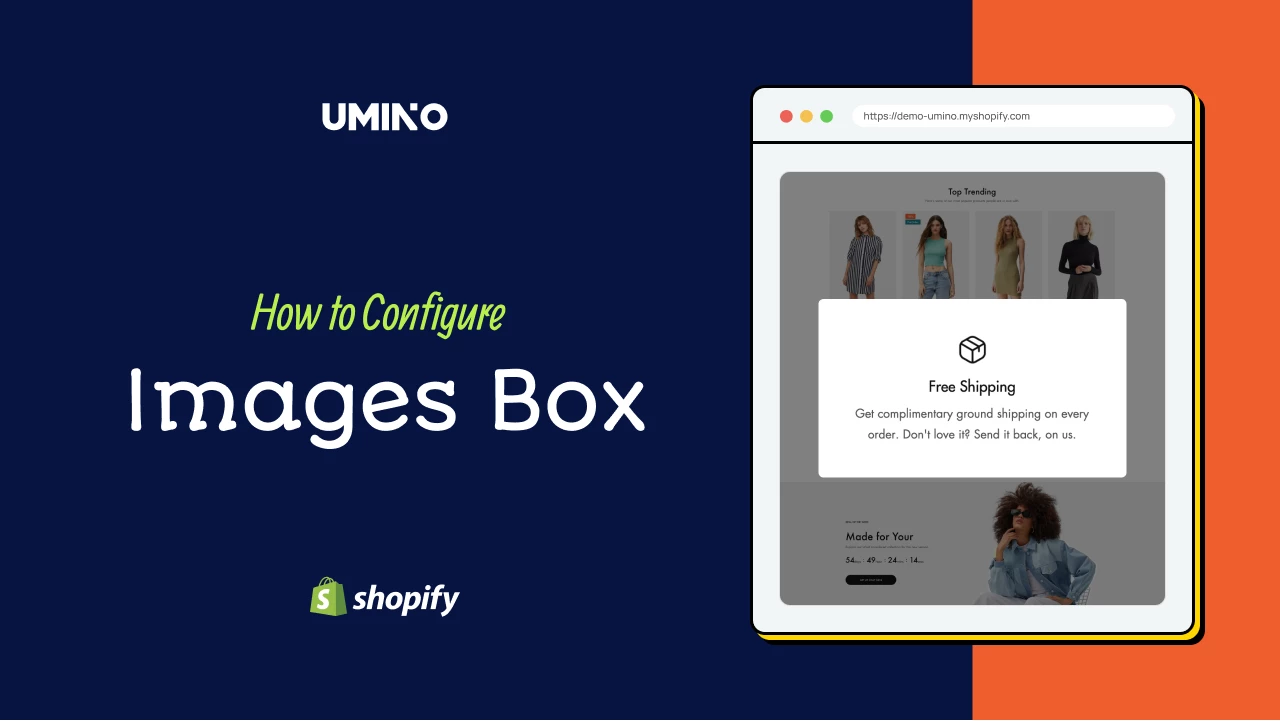 UMINO
How to Configure
Images Box
shopify
https://demo-umino.myshopify.com
Top Trending
Free Shipping
Get complimentary ground shipping on every
order. Don't love it? Send it back, on us.
Made for Your
54 : 49 : 24 : 14